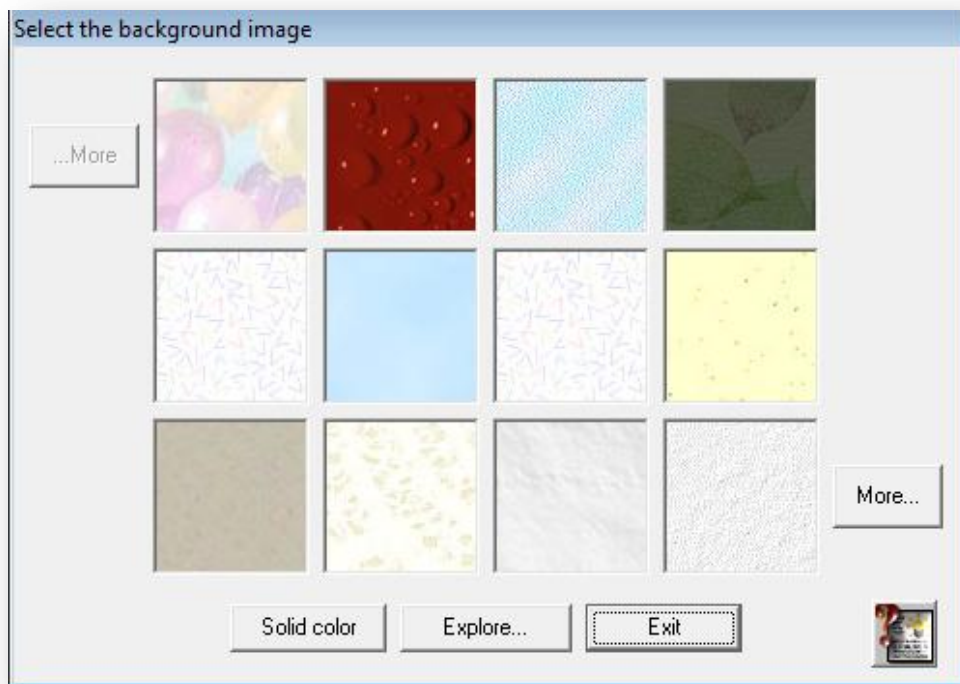 Select the background image
...More
More...
Solid color
Explore...
Exit